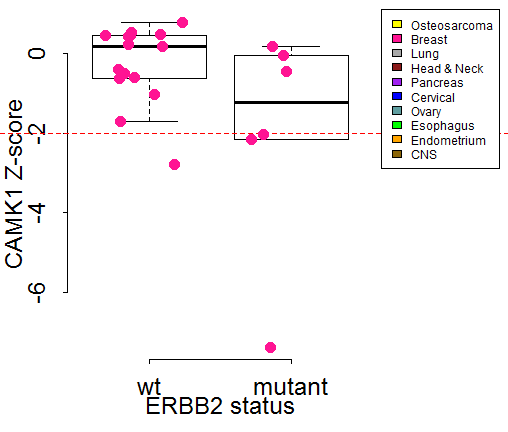 CAMK1 Z-score
0
-2
-4
-6
wt mutant
ERBB2 status
Osteosarcoma
Breast
Lung
Head & Neck
Pancreas
Cervical
Ovary
Esophagus
Endometrium
CNS